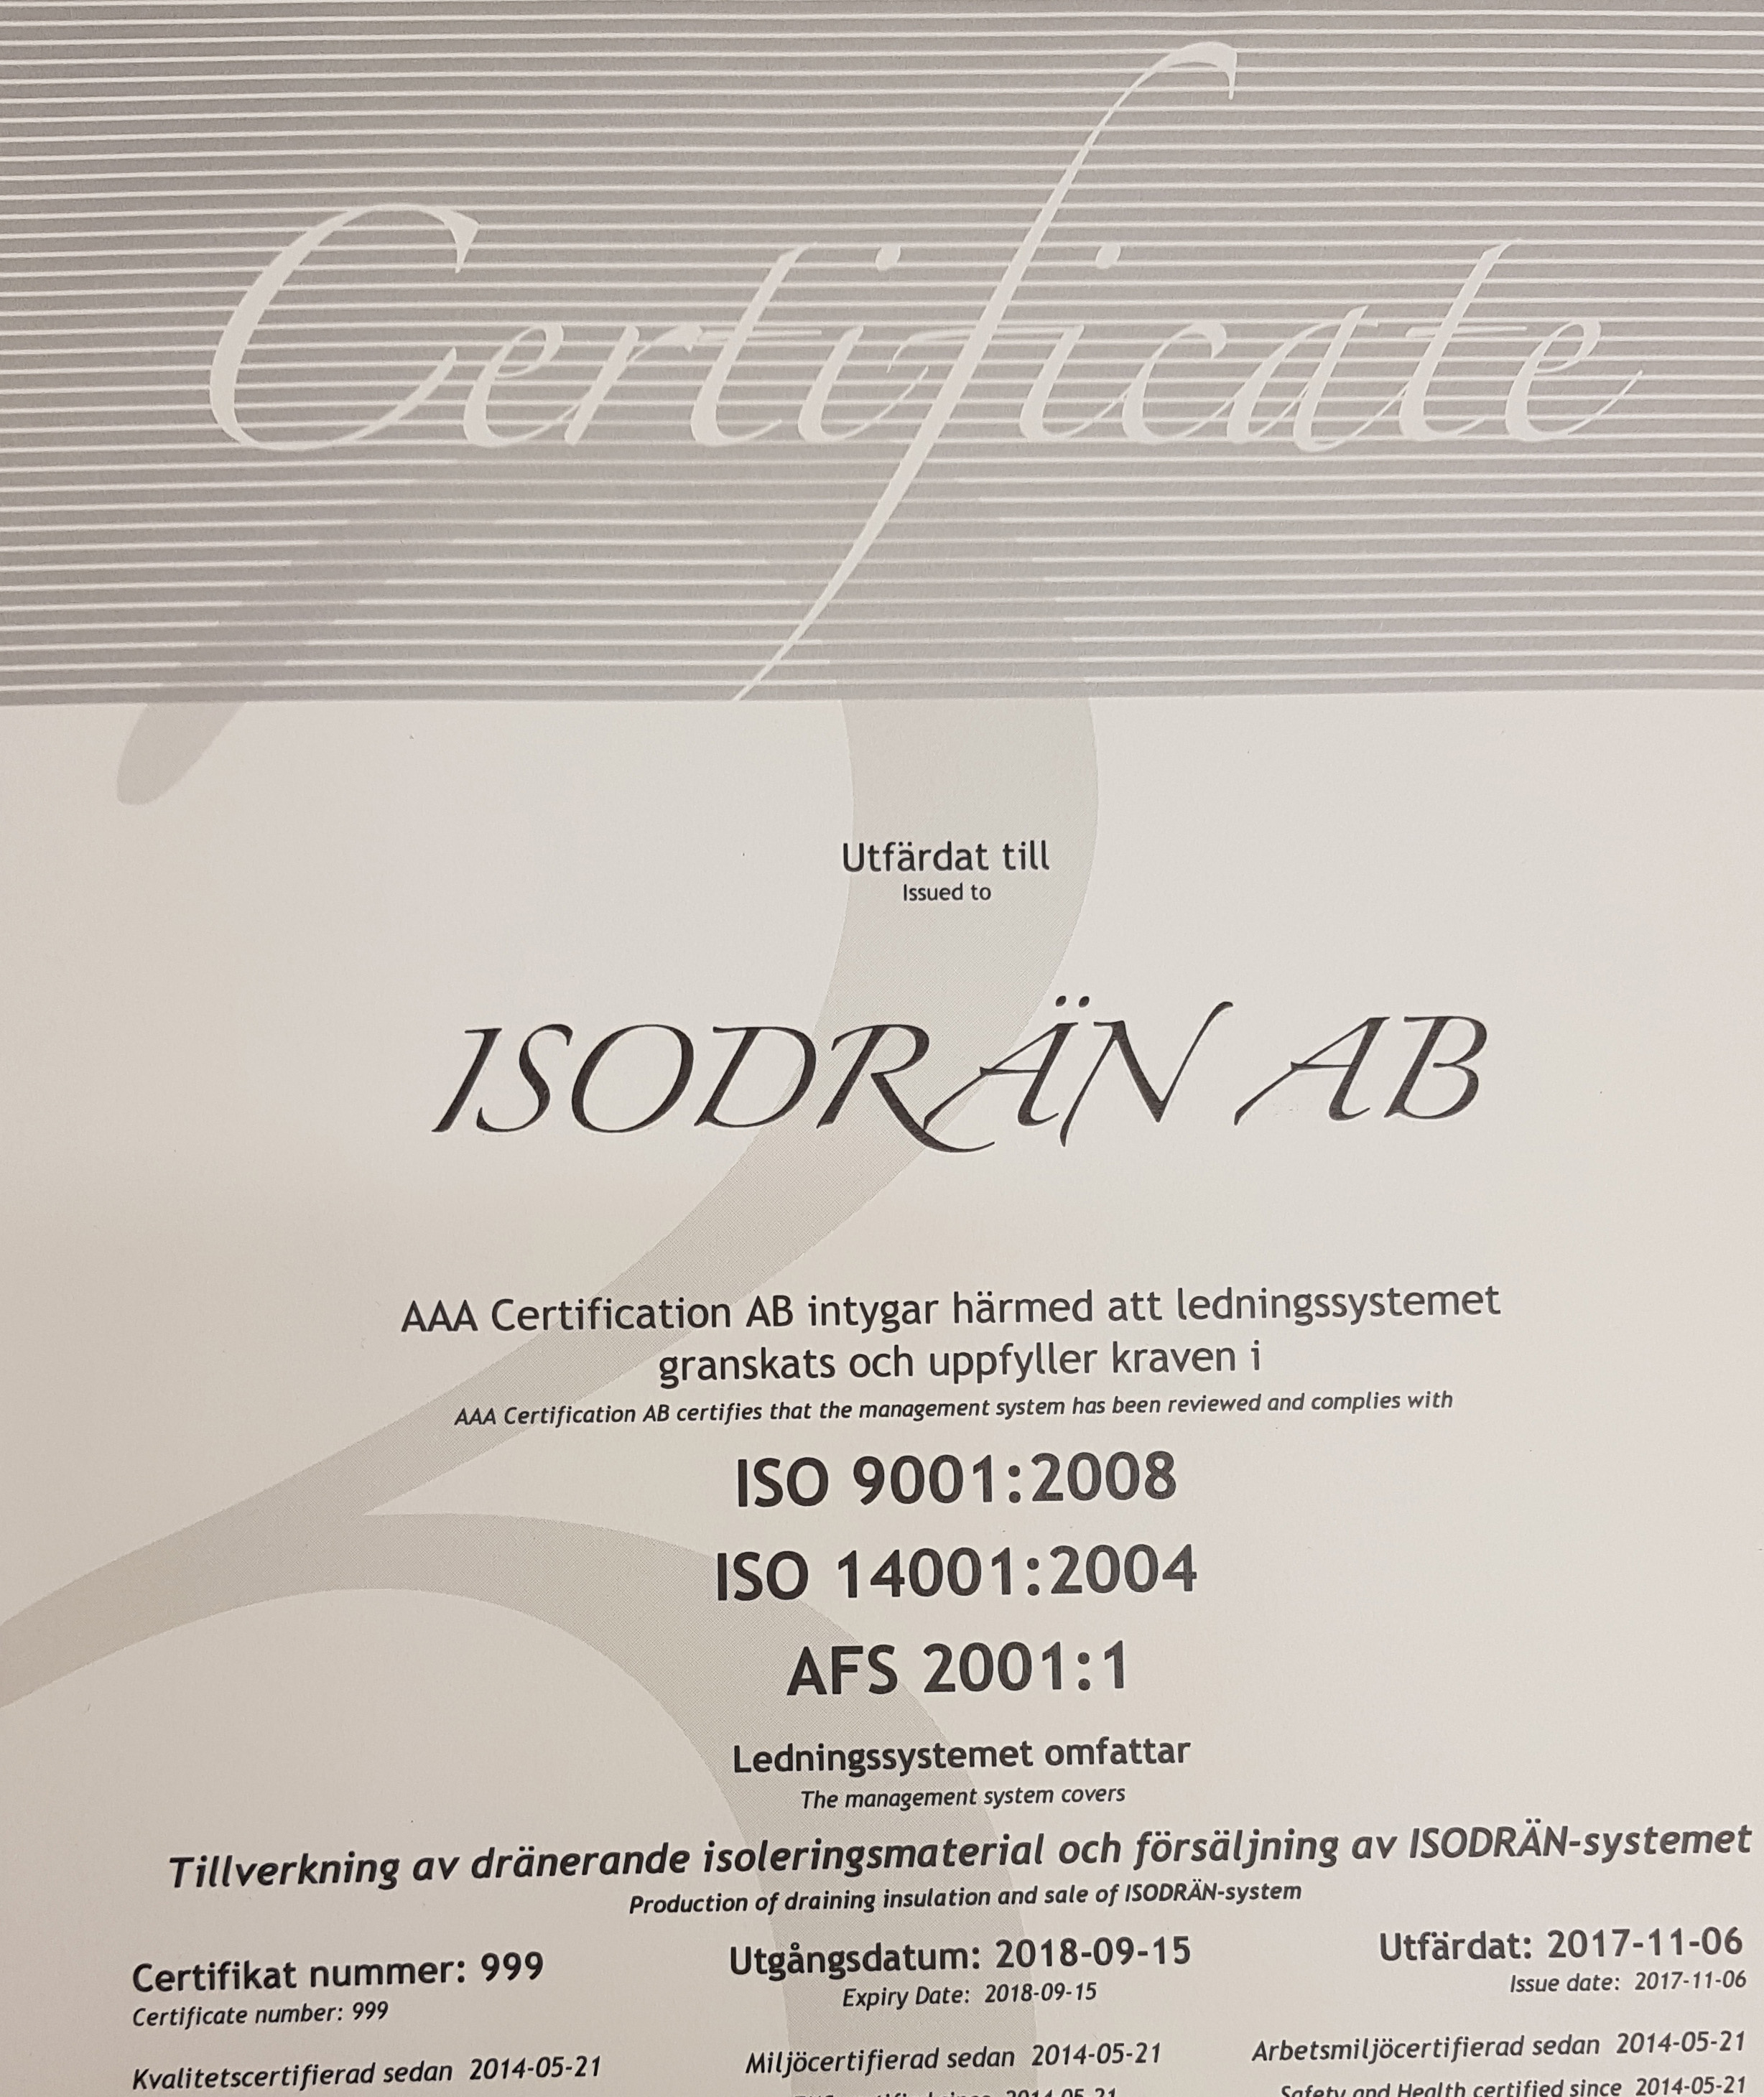 Certificate
Utfärdat till
Issued to
ISODRÄN AB
AAA Certification AB intygar härmed att ledningssystemet
granskats och uppfyller kraven i
AAA Certification AB certifies that the management system has been reviewed and complies with
ISO 9001:2008
ISO 14001:2004
AFS 2001:1
Ledningssystemet omfattar
The management system covers
Tillverkning av dränerande isoleringsmaterial och försäljning av ISODRÄN-systemet
Production of draining insulation and sale of ISODRÄN-system
Certifikat nummer: 999 Utgångsdatum: 2018-09-15 Utfärdat: 2017-11-06
Certificate number: 999 Expiry Date: 2018-09-15 Issue date: 2017-11-06
Kvalitetscertifierad sedan 2014-05-21 Miljöcertifierad sedan 2014-05-21 Arbetsmiljöcertifierad sedan 2014-05-21
2014-05-21 Safety and Health certified since 2014-05-21